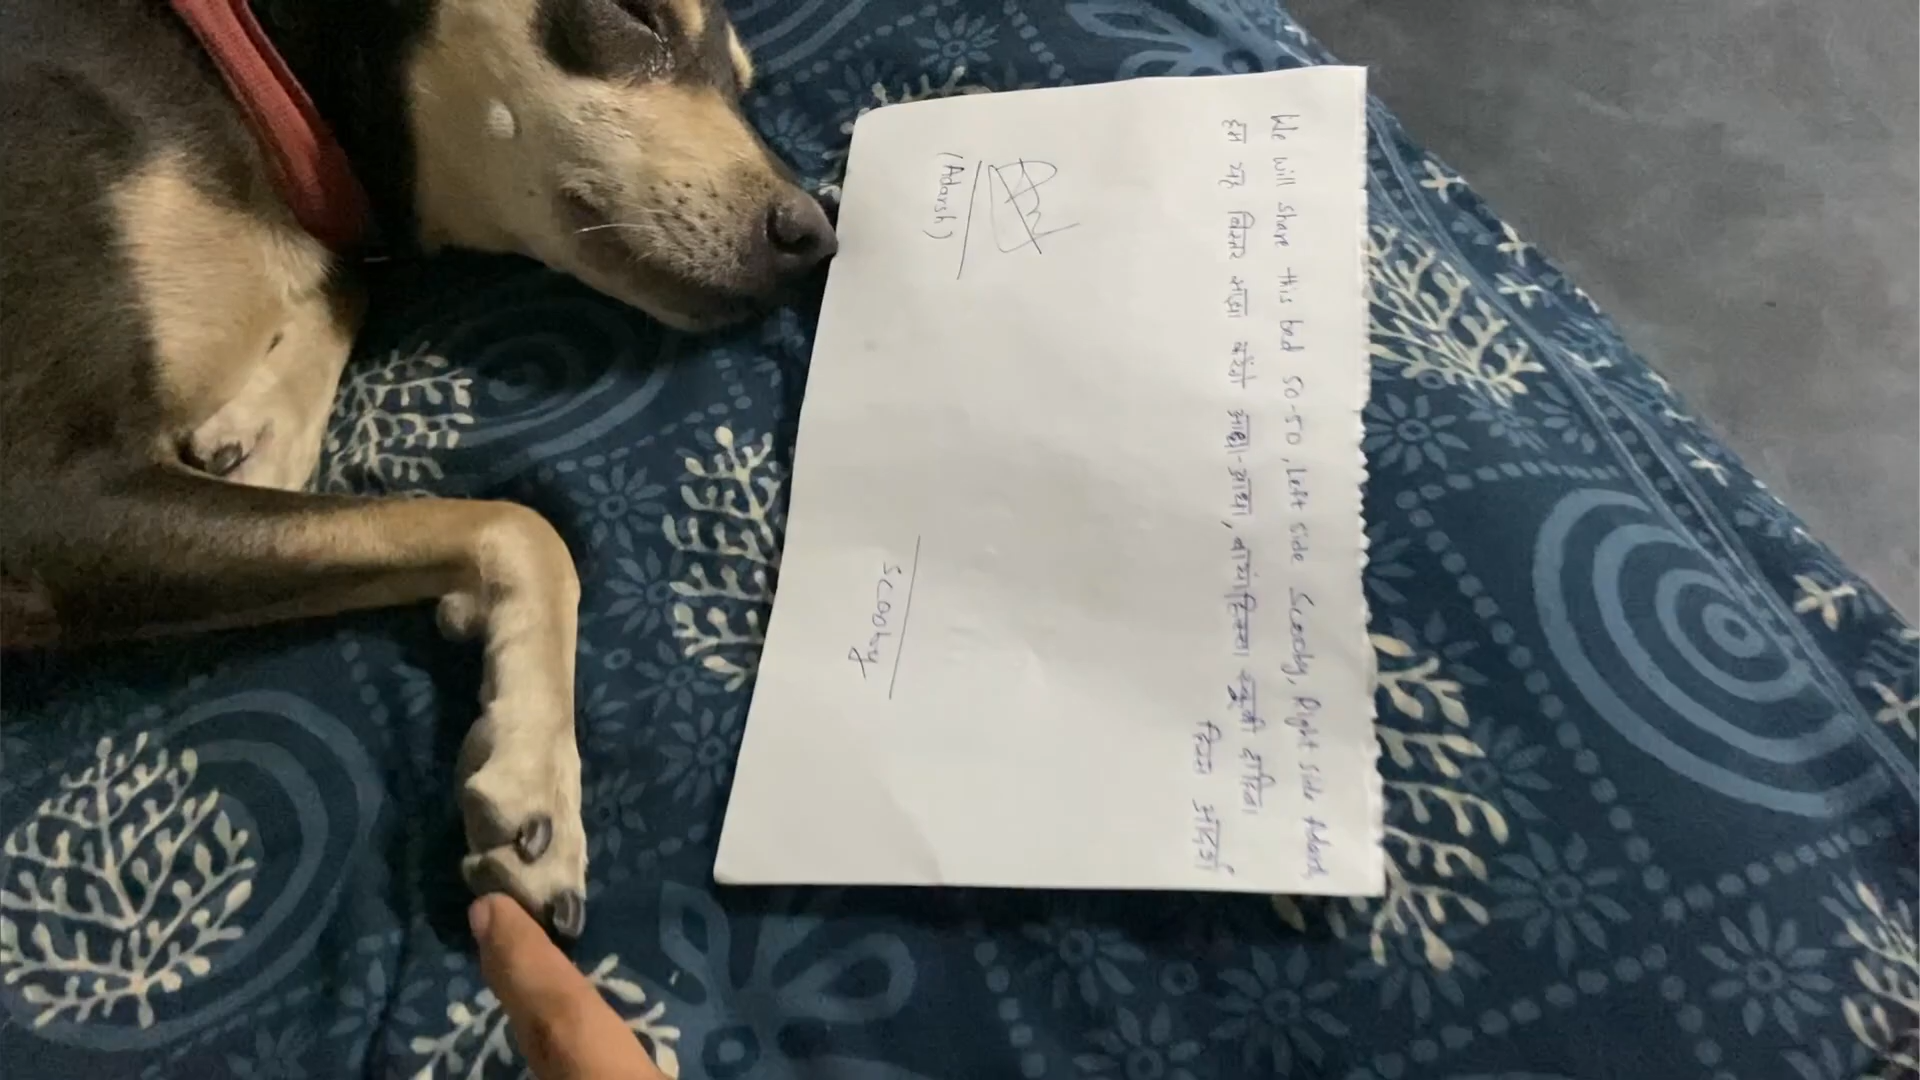 We will share this bed 50-50, Left side Scooby, Right side Adarsh
हम यह बिस्तर साझा करेंगे आधा-आधा, बायां हिस्सा स्कूबी दाहिना
हिस्सा आदर्श
(Adarsh)
Scooby